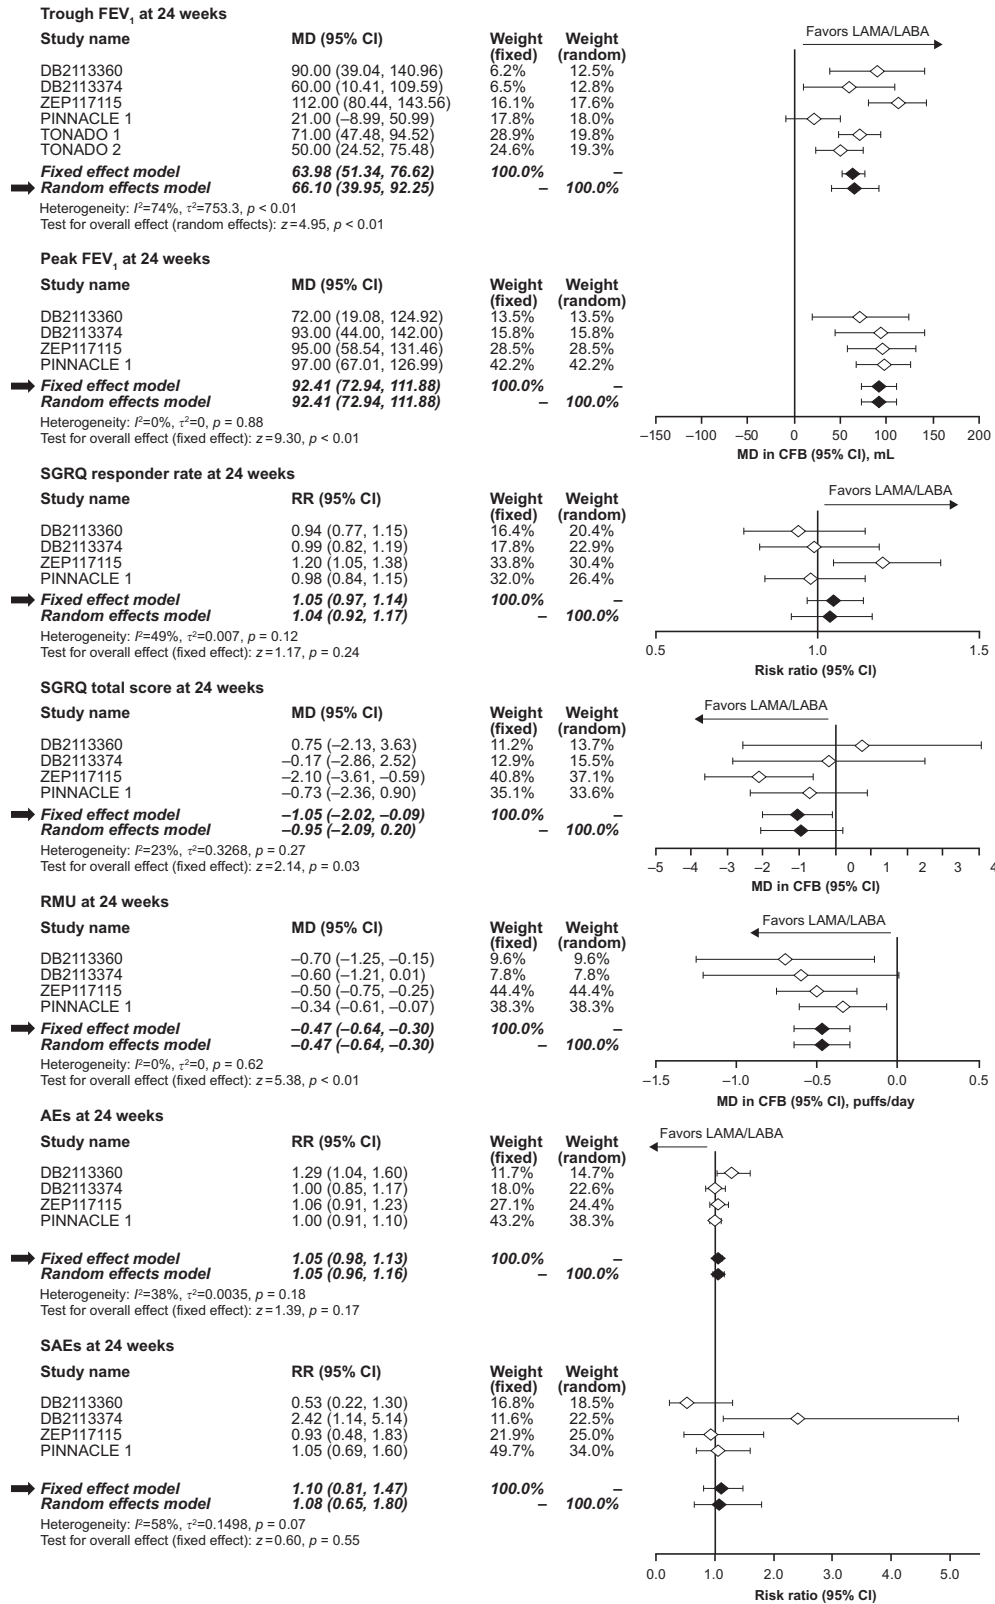 Trough FEV1 at 24 weeks
Favors LAMA/LABA
Study name MD (95% CI) Weight (fixed) Weight (random)
DB2113360 90.00 (39.04, 140.96) 6.2% 12.5%
DB2113374 60.00 (10.41, 109.59) 6.5% 12.8%
ZEP117115 112.00 (80.44, 143.56) 16.1% 17.6%
PINNACLE 1 21.00 (–8.99, 50.99) 17.8% 18.0%
TONADO 1 71.00 (47.48, 94.52) 28.9% 19.8%
TONADO 2 50.00 (24.52, 75.48) 24.6% 19.3%
Fixed effect model 63.98 (51.34, 76.62) 100.0% –
Random effects model 66.10 (39.95, 92.25) – 100.0%
Heterogeneity: I²=74%, τ²=753.3, p < 0.01
Test for overall effect (random effects): z=4.95, p < 0.01
Peak FEV1 at 24 weeks
Study name MD (95% CI) Weight (fixed) Weight (random)
DB2113360 72.00 (19.08, 124.92) 13.5% 13.5%
DB2113374 93.00 (44.00, 142.00) 15.8% 15.8%
ZEP117115 95.00 (58.54, 131.46) 28.5% 28.5%
PINNACLE 1 97.00 (67.01, 126.99) 42.2% 42.2%
Fixed effect model 92.41 (72.94, 111.88) 100.0% –
Random effects model 92.41 (72.94, 111.88) – 100.0%
Heterogeneity: I²=0%, τ²=0, p = 0.88
Test for overall effect (fixed effect): z=9.30, p < 0.01
–150 –100 –50 0 50 100 150 200
MD in CFB (95% CI), mL
SGRQ responder rate at 24 weeks
Favors LAMA/LABA
Study name RR (95% CI) Weight (fixed) Weight (random)
DB2113360 0.94 (0.77, 1.15) 16.4% 20.4%
DB2113374 0.99 (0.82, 1.19) 17.8% 22.9%
ZEP117115 1.20 (1.05, 1.38) 33.8% 30.4%
PINNACLE 1 0.98 (0.84, 1.15) 32.0% 26.4%
Fixed effect model 1.05 (0.97, 1.14) 100.0% –
Random effects model 1.04 (0.92, 1.17) – 100.0%
Heterogeneity: I²=49%, τ²=0.007, p = 0.12
Test for overall effect (fixed effect): z=1.17, p = 0.24
0.5 1.0 1.5
Risk ratio (95% CI)
SGRQ total score at 24 weeks
Favors LAMA/LABA
Study name MD (95% CI) Weight (fixed) Weight (random)
DB2113360 0.75 (–2.13, 3.63) 11.2% 13.7%
DB2113374 –0.17 (–2.86, 2.52) 12.9% 15.5%
ZEP117115 –2.10 (–3.61, –0.59) 40.8% 37.1%
PINNACLE 1 –0.73 (–2.36, 0.90) 35.1% 33.6%
Fixed effect model –1.05 (–2.02, –0.09) 100.0% –
Random effects model –0.95 (–2.09, 0.20) – 100.0%
Heterogeneity: I²=23%, τ²=0.3268, p = 0.27
Test for overall effect (fixed effect): z=2.14, p = 0.03
–5 –4 –3 –2 –1 0 1 2 3 4
MD in CFB (95% CI)
RMU at 24 weeks
Favors LAMA/LABA
Study name MD (95% CI) Weight (fixed) Weight (random)
DB2113360 –0.70 (–1.25, –0.15) 9.6% 9.6%
DB2113374 –0.60 (–1.21, 0.01) 7.8% 7.8%
ZEP117115 –0.50 (–0.75, –0.25) 44.4% 44.4%
PINNACLE 1 –0.34 (–0.61, –0.07) 38.3% 38.3%
Fixed effect model –0.47 (–0.64, –0.30) 100.0% –
Random effects model –0.47 (–0.64, –0.30) – 100.0%
Heterogeneity: I²=0%, τ²=0, p = 0.62
Test for overall effect (fixed effect): z=5.38, p < 0.01
–1.5 –1.0 –0.5 0.0 0.5
MD in CFB (95% CI), puffs/day
AEs at 24 weeks
Favors LAMA/LABA
Study name RR (95% CI) Weight (fixed) Weight (random)
DB2113360 1.29 (1.04, 1.60) 11.7% 14.7%
DB2113374 1.00 (0.85, 1.17) 18.0% 22.6%
ZEP117115 1.06 (0.91, 1.23) 27.1% 24.4%
PINNACLE 1 1.00 (0.91, 1.10) 43.2% 38.3%
Fixed effect model 1.05 (0.98, 1.13) 100.0% –
Random effects model 1.05 (0.96, 1.16) – 100.0%
Heterogeneity: I²=38%, τ²=0.0035, p = 0.18
Test for overall effect (fixed effect): z=1.39, p = 0.17
SAEs at 24 weeks
Study name RR (95% CI) Weight (fixed) Weight (random)
DB2113360 0.53 (0.22, 1.30) 16.8% 18.5%
DB2113374 2.42 (1.14, 5.14) 11.6% 22.5%
ZEP117115 0.93 (0.48, 1.83) 21.9% 25.0%
PINNACLE 1 1.05 (0.69, 1.60) 49.7% 34.0%
Fixed effect model 1.10 (0.81, 1.47) 100.0% –
Random effects model 1.08 (0.65, 1.80) – 100.0%
Heterogeneity: I²=58%, τ²=0.1498, p = 0.07
Test for overall effect (fixed effect): z=0.60, p = 0.55
0.0 1.0 2.0 3.0 4.0 5.0
Risk ratio (95% CI)